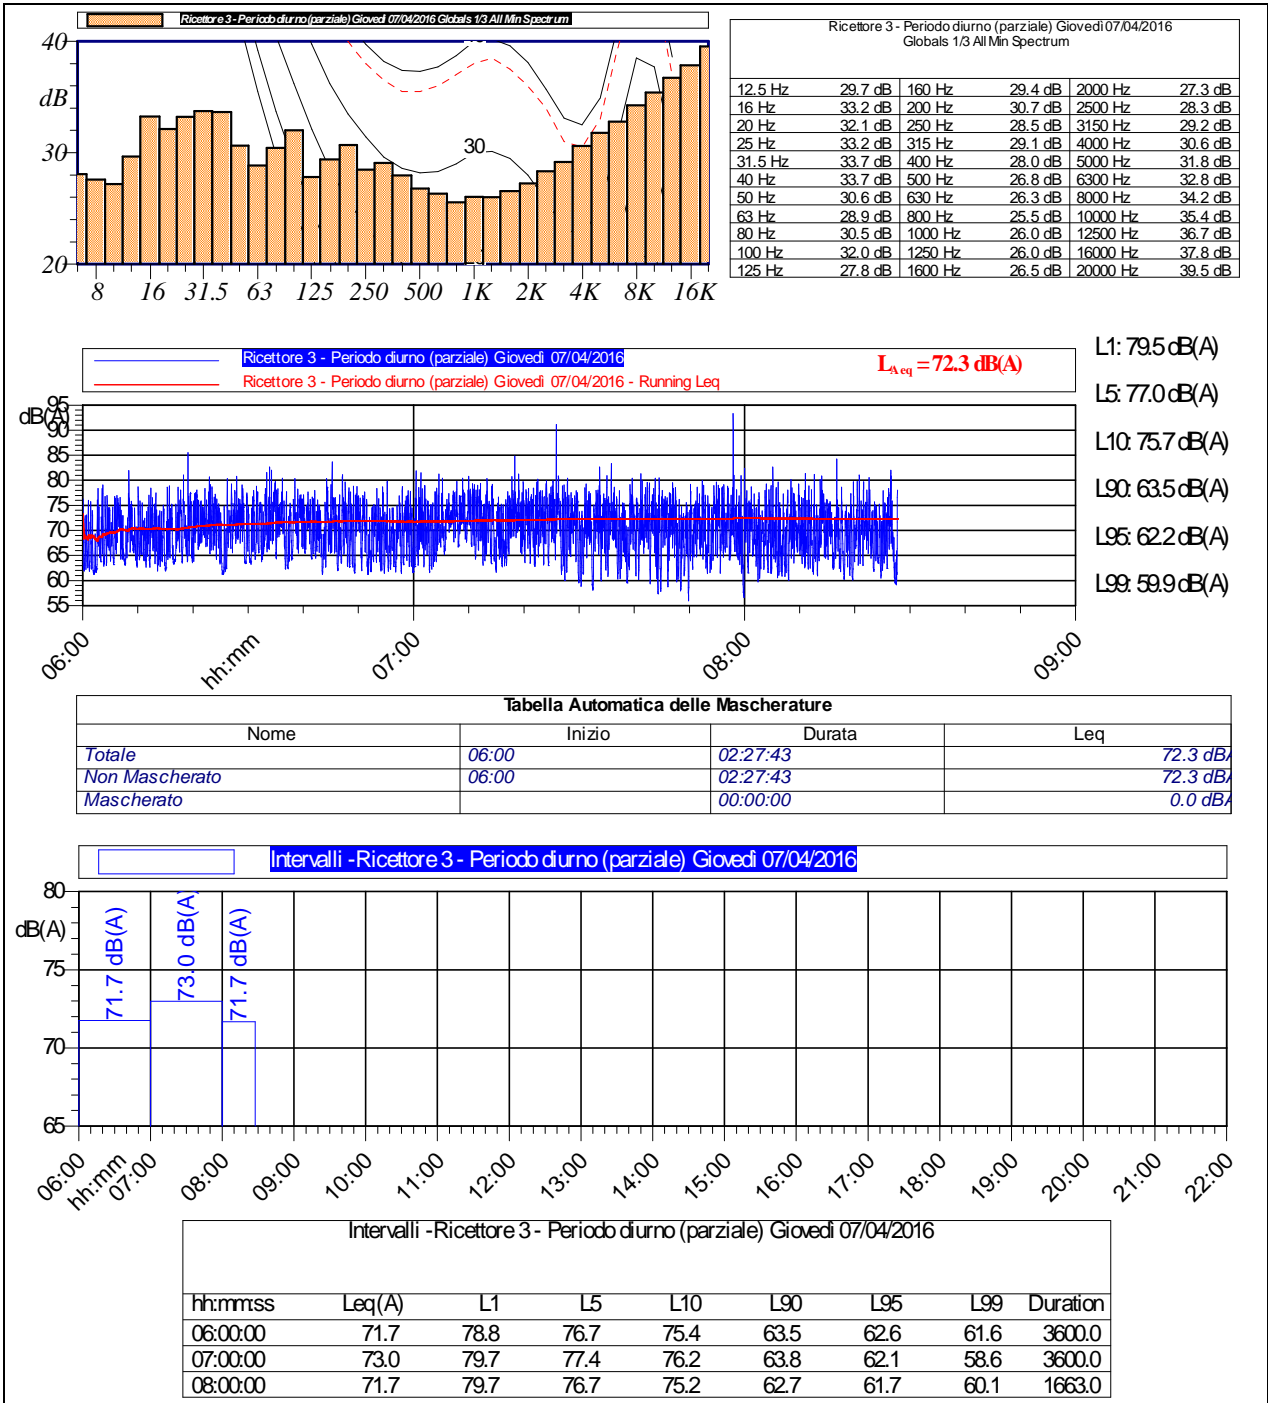 Ricettore 3 - Periodo diurno (parziale) Giovedì 07/04/2016 Globals 1/3 All Min Spectrum
40
dB
30
20
30
8 16 31.5 63 125 250 500 1K 2K 4K 8K 16K
Ricettore 3 - Periodo diurno (parziale) Giovedì 07/04/2016
Globals 1/3 All Min Spectrum
12.5 Hz 29.7 dB 160 Hz 29.4 dB 2000 Hz 27.3 dB
16 Hz 33.2 dB 200 Hz 30.7 dB 2500 Hz 28.3 dB
20 Hz 32.1 dB 250 Hz 28.5 dB 3150 Hz 29.2 dB
25 Hz 33.2 dB 315 Hz 29.1 dB 4000 Hz 30.6 dB
31.5 Hz 33.7 dB 400 Hz 28.0 dB 5000 Hz 31.8 dB
40 Hz 33.7 dB 500 Hz 26.8 dB 6300 Hz 32.8 dB
50 Hz 30.6 dB 630 Hz 26.3 dB 8000 Hz 34.2 dB
63 Hz 28.9 dB 800 Hz 25.5 dB 10000 Hz 35.4 dB
80 Hz 30.5 dB 1000 Hz 26.0 dB 12500 Hz 36.7 dB
100 Hz 32.0 dB 1250 Hz 26.0 dB 16000 Hz 37.8 dB
125 Hz 27.8 dB 1600 Hz 26.5 dB 20000 Hz 39.5 dB
Ricettore 3 - Periodo diurno (parziale) Giovedì 07/04/2016
Ricettore 3 - Periodo diurno (parziale) Giovedì 07/04/2016 - Running Leq
LAeq = 72.3 dB(A)
L1: 79.5 dB(A)
L5: 77.0 dB(A)
L10: 75.7 dB(A)
L90: 63.5 dB(A)
L95: 62.2 dB(A)
L99: 59.9 dB(A)
dB(A)
95
90
85
80
75
70
65
60
55
06:00 hh:mm 07:00 08:00 09:00
Tabella Automatica delle Mascherature
Nome Inizio Durata Leq
Totale 06:00 02:27:43 72.3 dBA
Non Mascherato 06:00 02:27:43 72.3 dBA
Mascherato 00:00:00 0.0 dBA
Intervalli - Ricettore 3 - Periodo diurno (parziale) Giovedì 07/04/2016
80
dB(A)
75
70
65
71.7 dB(A)
73.0 dB(A)
71.7 dB(A)
06:00 hh:mm 07:00 08:00 09:00 10:00 11:00 12:00 13:00 14:00 15:00 16:00 17:00 18:00 19:00 20:00 21:00 22:00
Intervalli - Ricettore 3 - Periodo diurno (parziale) Giovedì 07/04/2016
hh:mm:ss Leq(A) L1 L5 L10 L90 L95 L99 Duration
06:00:00 71.7 78.8 76.7 75.4 63.5 62.6 61.6 3600.0
07:00:00 73.0 79.7 77.4 76.2 63.8 62.1 58.6 3600.0
08:00:00 71.7 79.7 76.7 75.2 62.7 61.7 60.1 1663.0